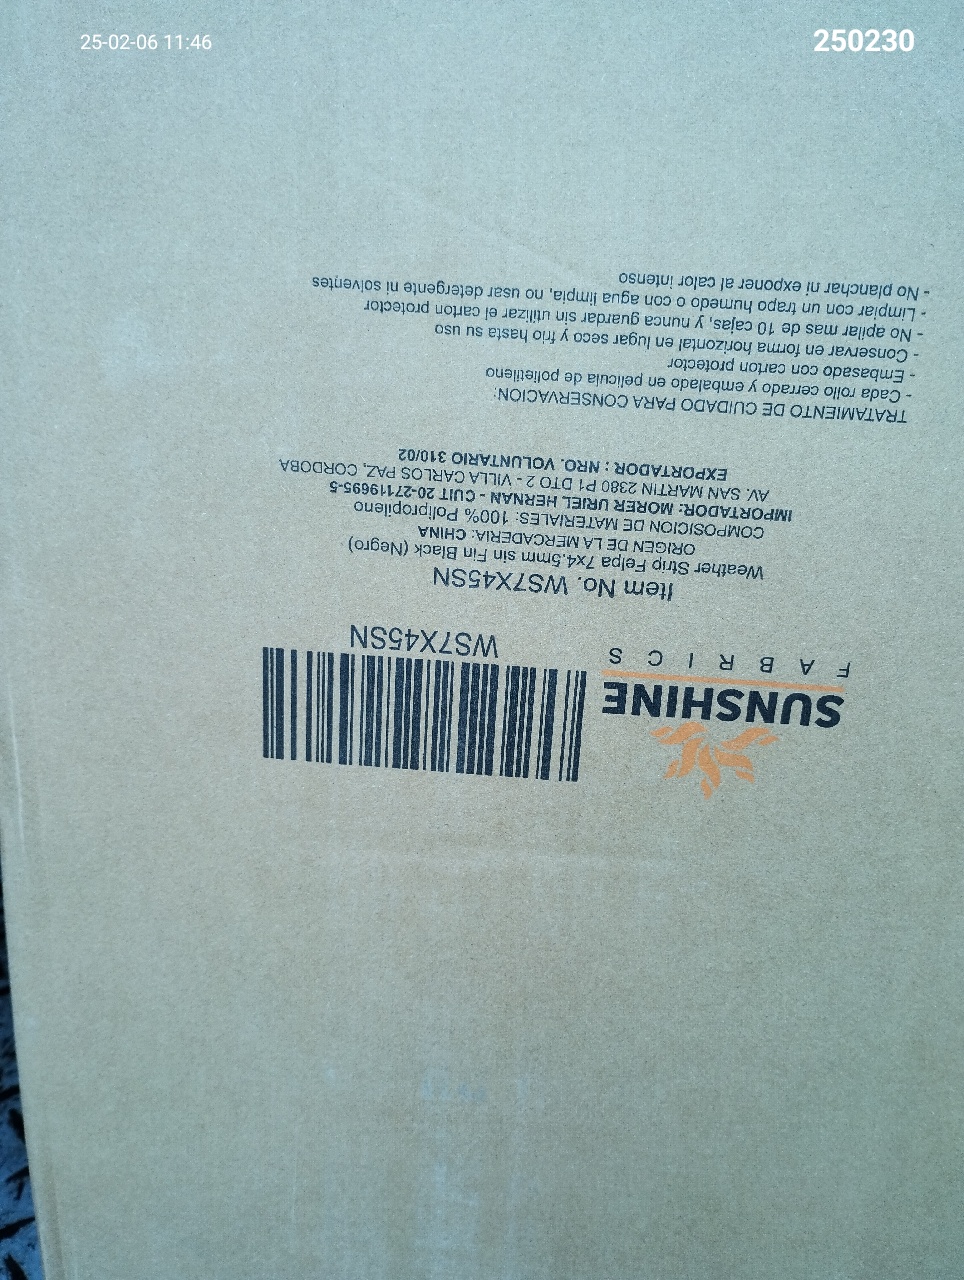 25-02-06 11:46
250230
SUNSHINE
FABRICS
WS7X45SN
Item No. WS7X45SN
Weather Strip Felpa 7x4.5mm sin Fin Black (Negro)
ORIGEN DE LA MERCADERIA: CHINA
COMPOSICION DE MATERIALES: 100% Polipropileno
IMPORTADOR: MORER URIEL HERNAN - CUIT 20-27119695-5
AV. SAN MARTIN 2380 P1 DTO 2 - VILLA CARLOS PAZ, CORDOBA
EXPORTADOR : NRO. VOLUNTARIO 310/02
TRATAMIENTO DE CUIDADO PARA CONSERVACION:
- Cada rollo cerrado y embalado en pelicula de polietileno
- Embasado con carton protector
- Conservar en forma horizontal en lugar seco y frio hasta su uso
- No apilar mas de 10 cajas, y nunca guardar sin utilizar el carton protector
- Limpiar con un trapo humedo o con agua limpia, no usar detergente ni solventes
- No planchar ni exponer al calor intenso